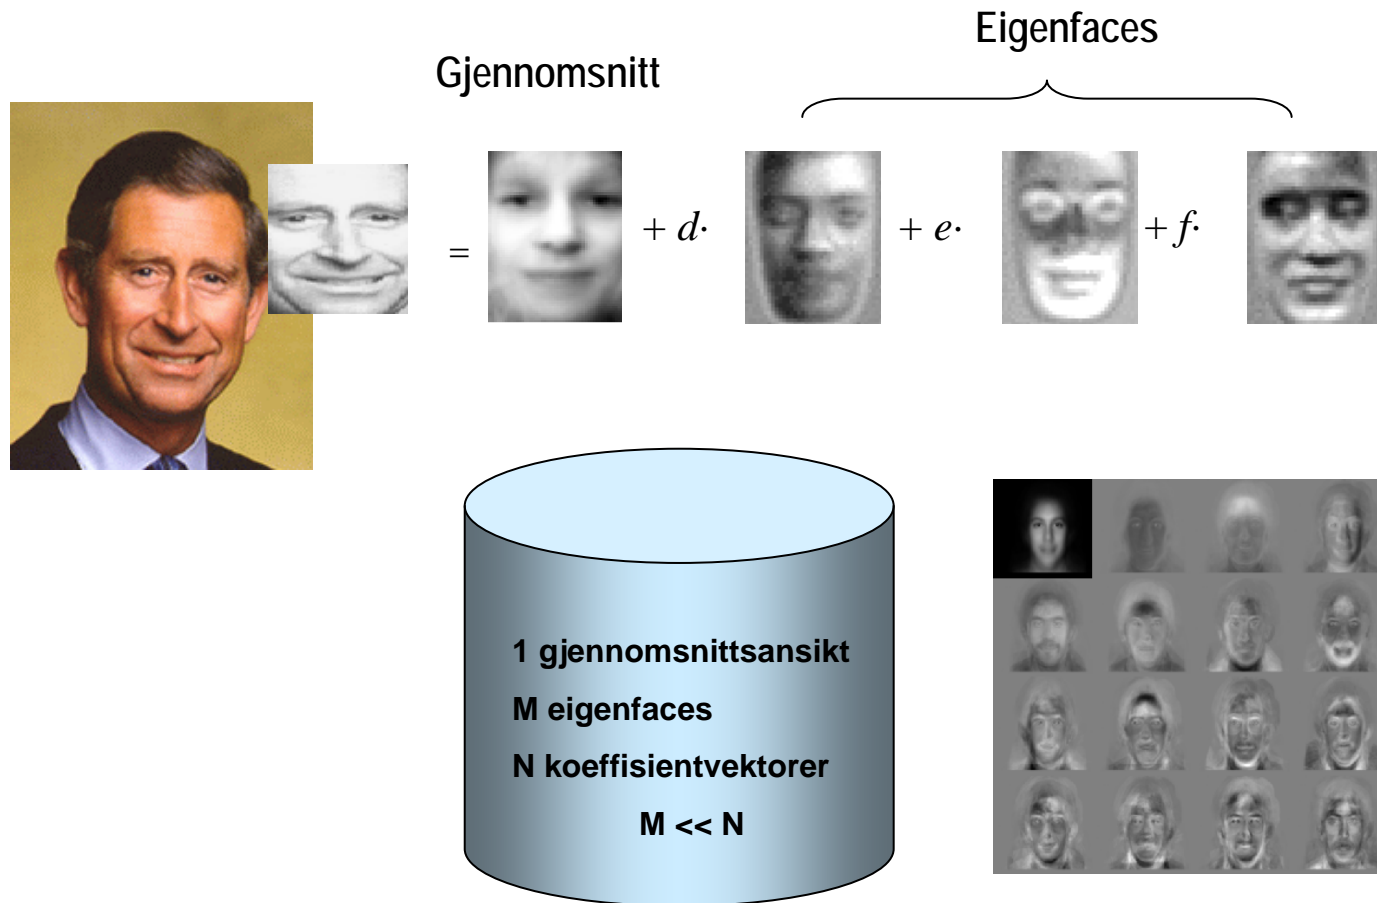 Eigenfaces
Gjennomsnitt
= + d· + e· + f·
1 gjennomsnittsansikt
M eigenfaces
N koeffisientvektorer
M << N